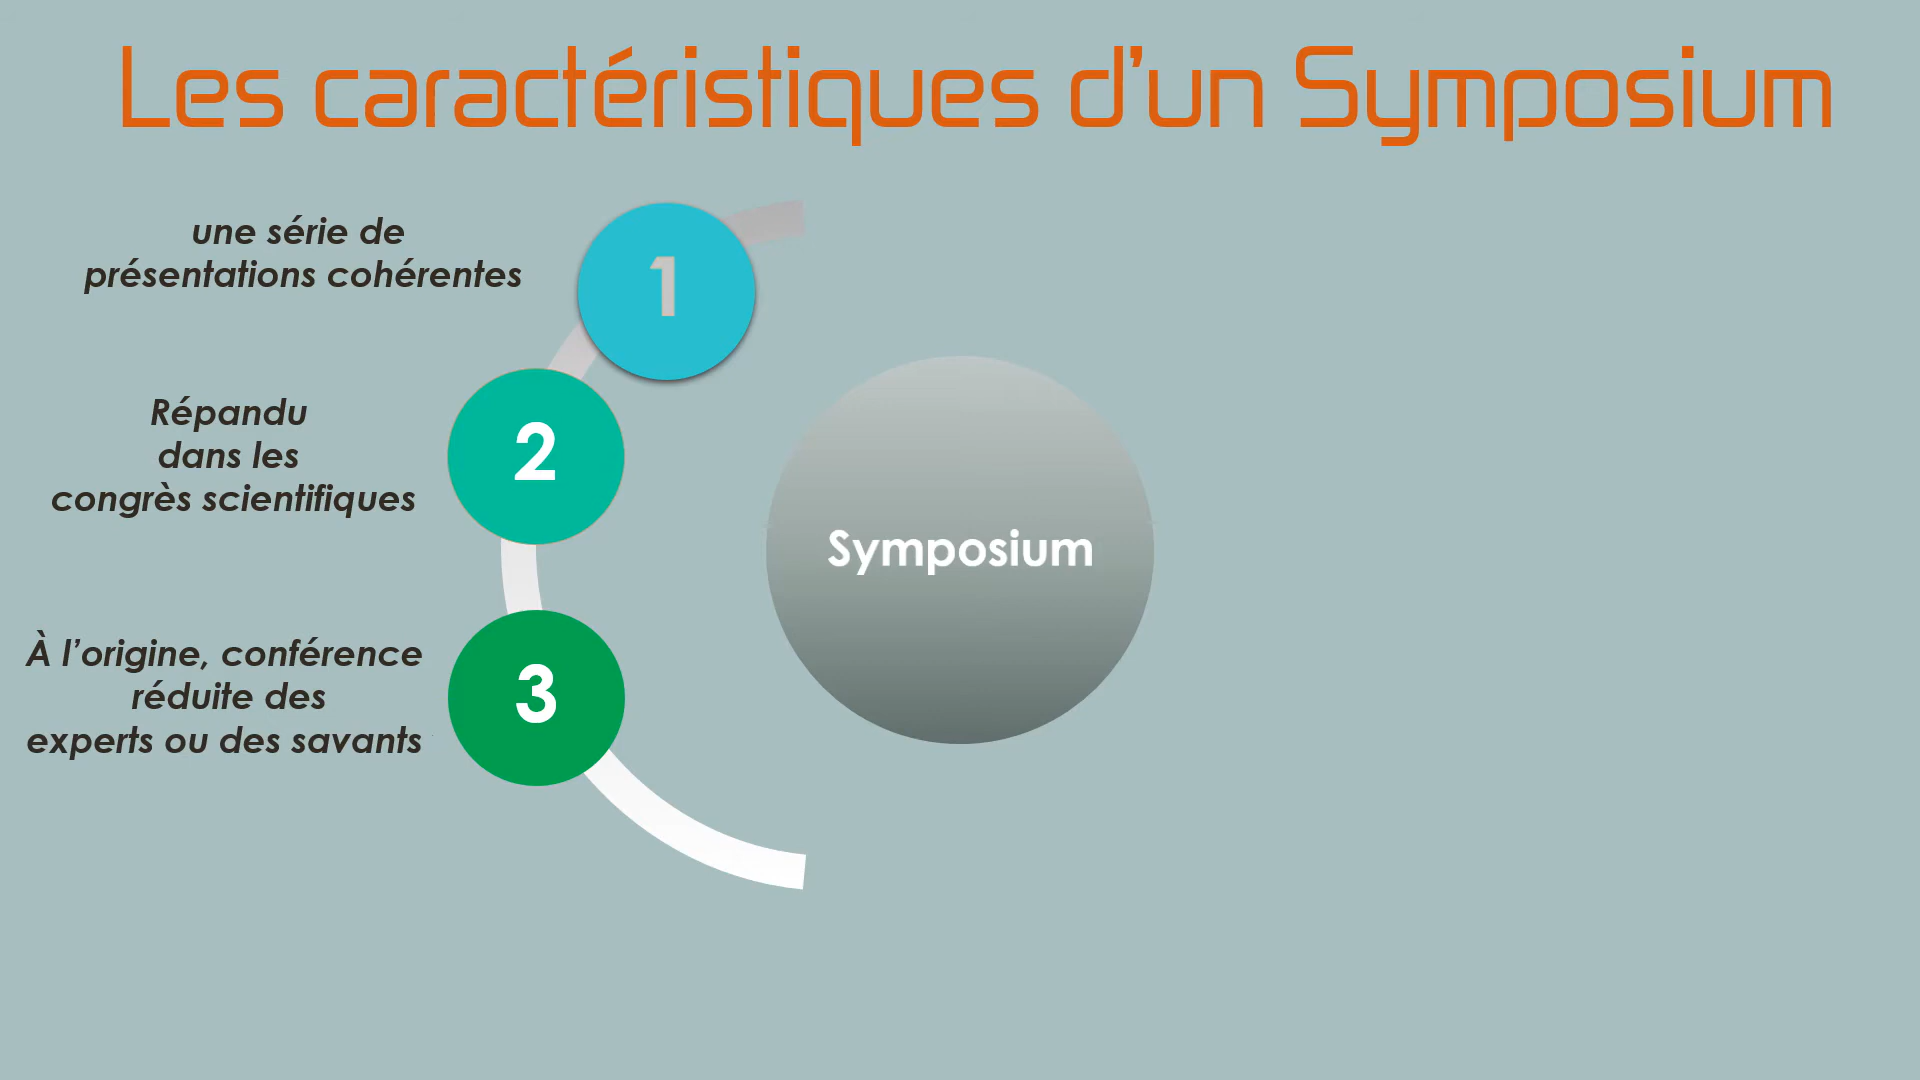 Les caractéristiques d'un Symposium
une série de
présentations cohérentes
1
Répandu
dans les
congrès scientifiques
2
Symposium
À l'origine, conférence
réduite des
experts ou des savants
3